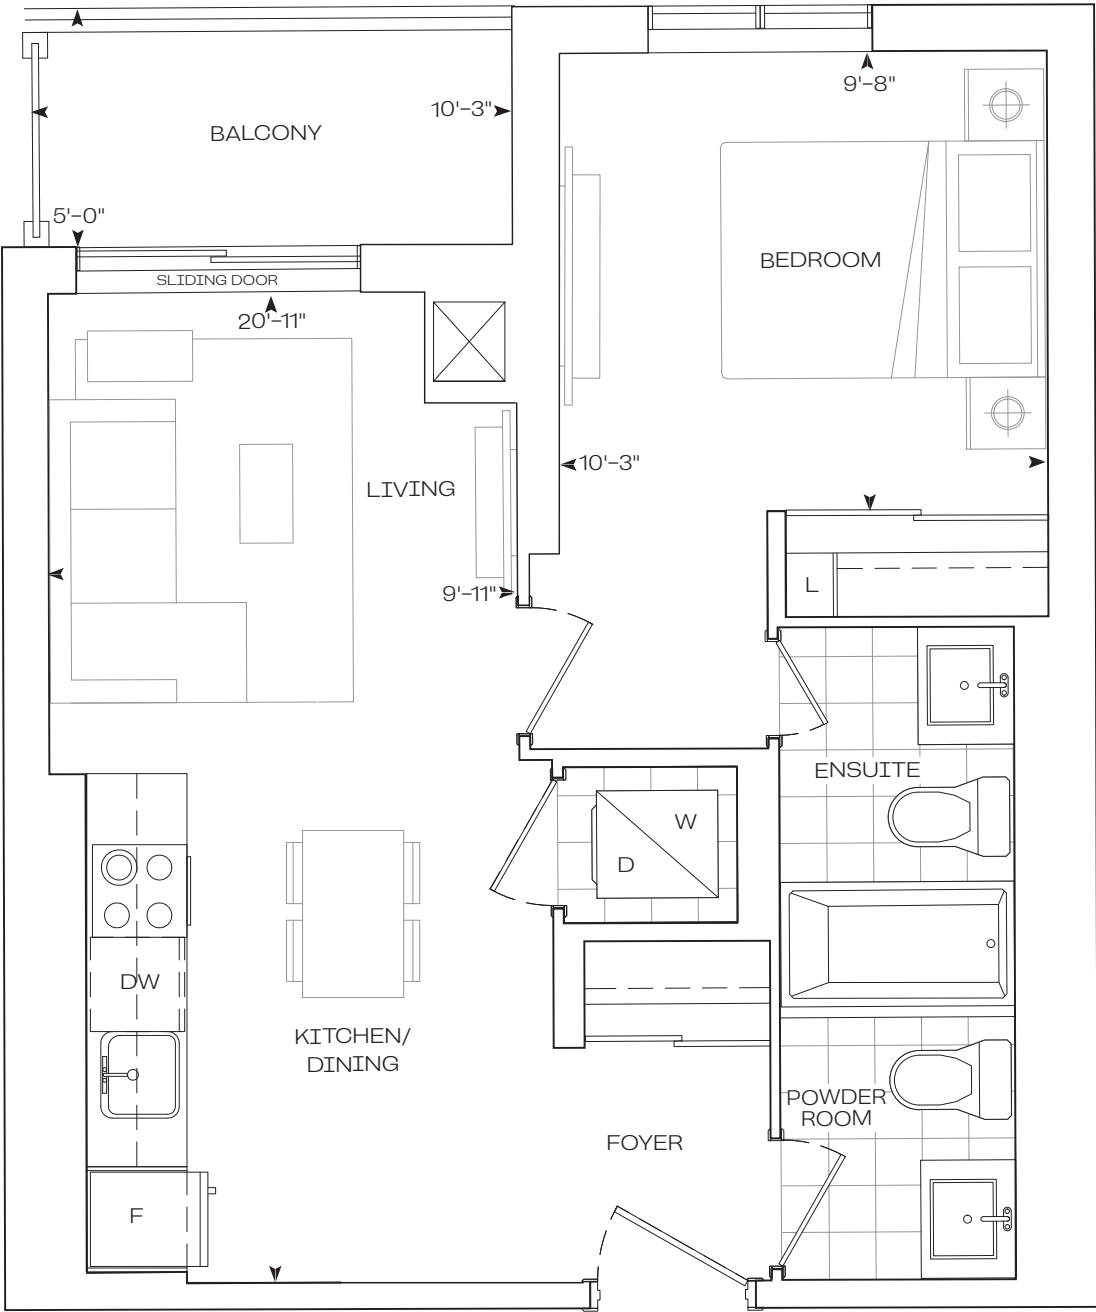 9'-8"
10'-3"
BALCONY
5'-0"
BEDROOM
SLIDING DOOR
20'-11"
10'-3"
LIVING
9'-11"
L
ENSUITE
W
D
DW
KITCHEN/
DINING
POWDER
ROOM
FOYER
F